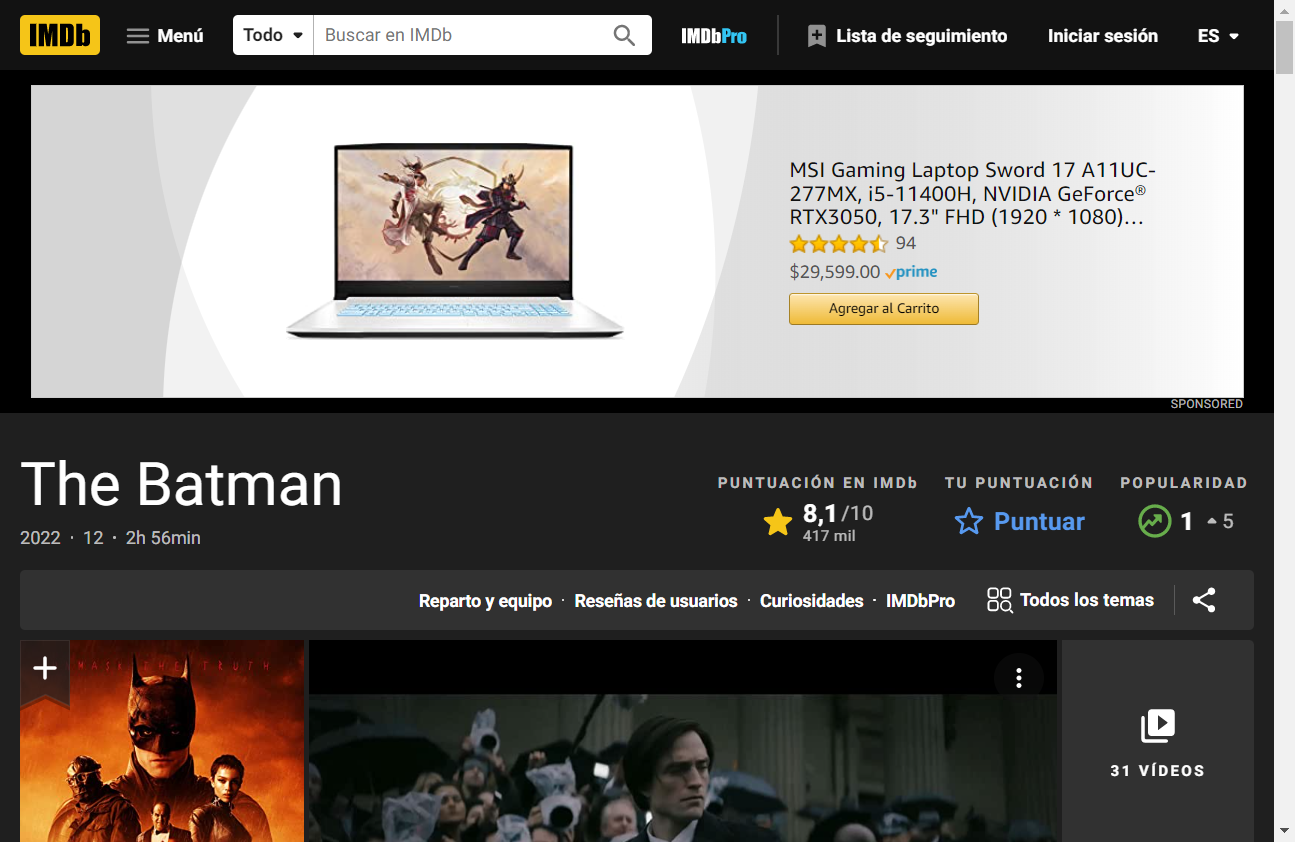 IMDb Menú Todo Buscar en IMDb IMDbPro Lista de seguimiento Iniciar sesión ES
MSI Gaming Laptop Sword 17 A11UC-
277MX, i5-11400H, NVIDIA GeForce®
RTX3050, 17.3" FHD (1920 * 1080)…
94
$29,599.00 prime
Agregar al Carrito
SPONSORED
The Batman
2022 · 12 · 2h 56min
PUNTUACIÓN EN IMDb TU PUNTUACIÓN POPULARIDAD
8,1/10 Puntuar 1 5
417 mil
Reparto y equipo · Reseñas de usuarios · Curiosidades · IMDbPro Todos los temas
MASK THE TRUTH
31 VÍDEOS